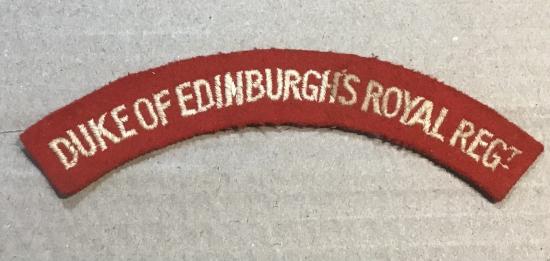 DUKE OF EDINBURGH'S ROYAL REGT